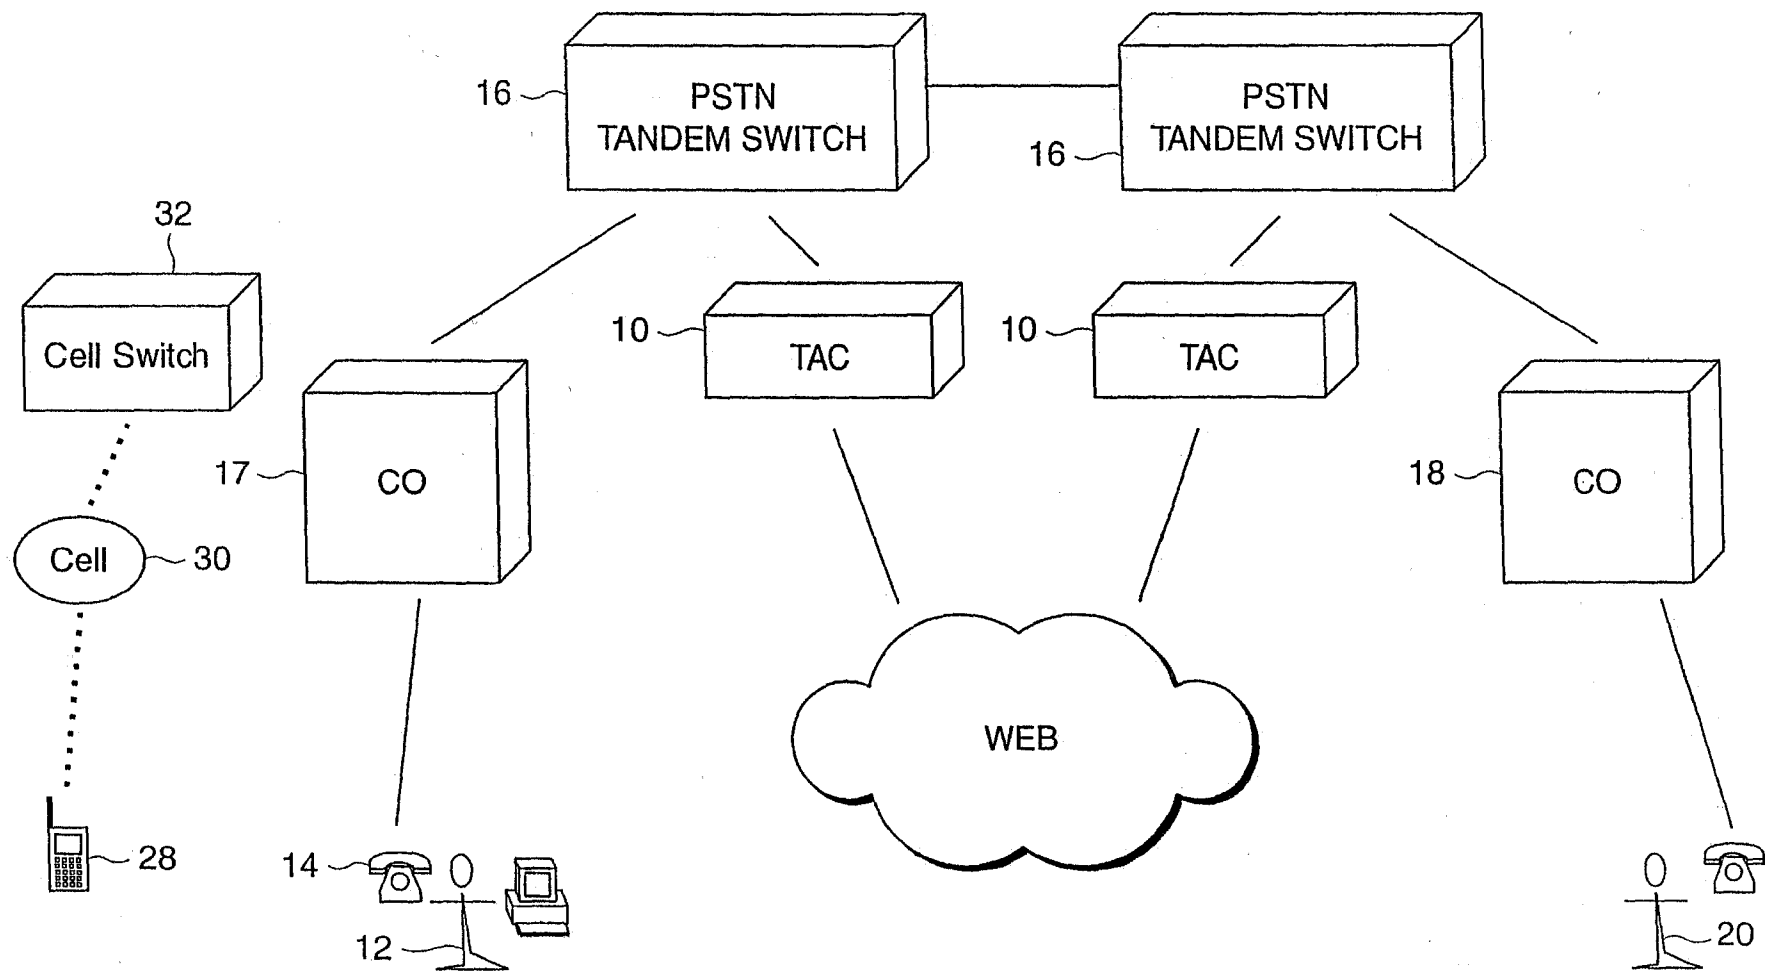 PSTN
TANDEM SWITCH
16
PSTN
TANDEM SWITCH
16
32
Cell Switch
10
TAC
10
TAC
17
CO
18
CO
Cell
30
WEB
28
14
12
20